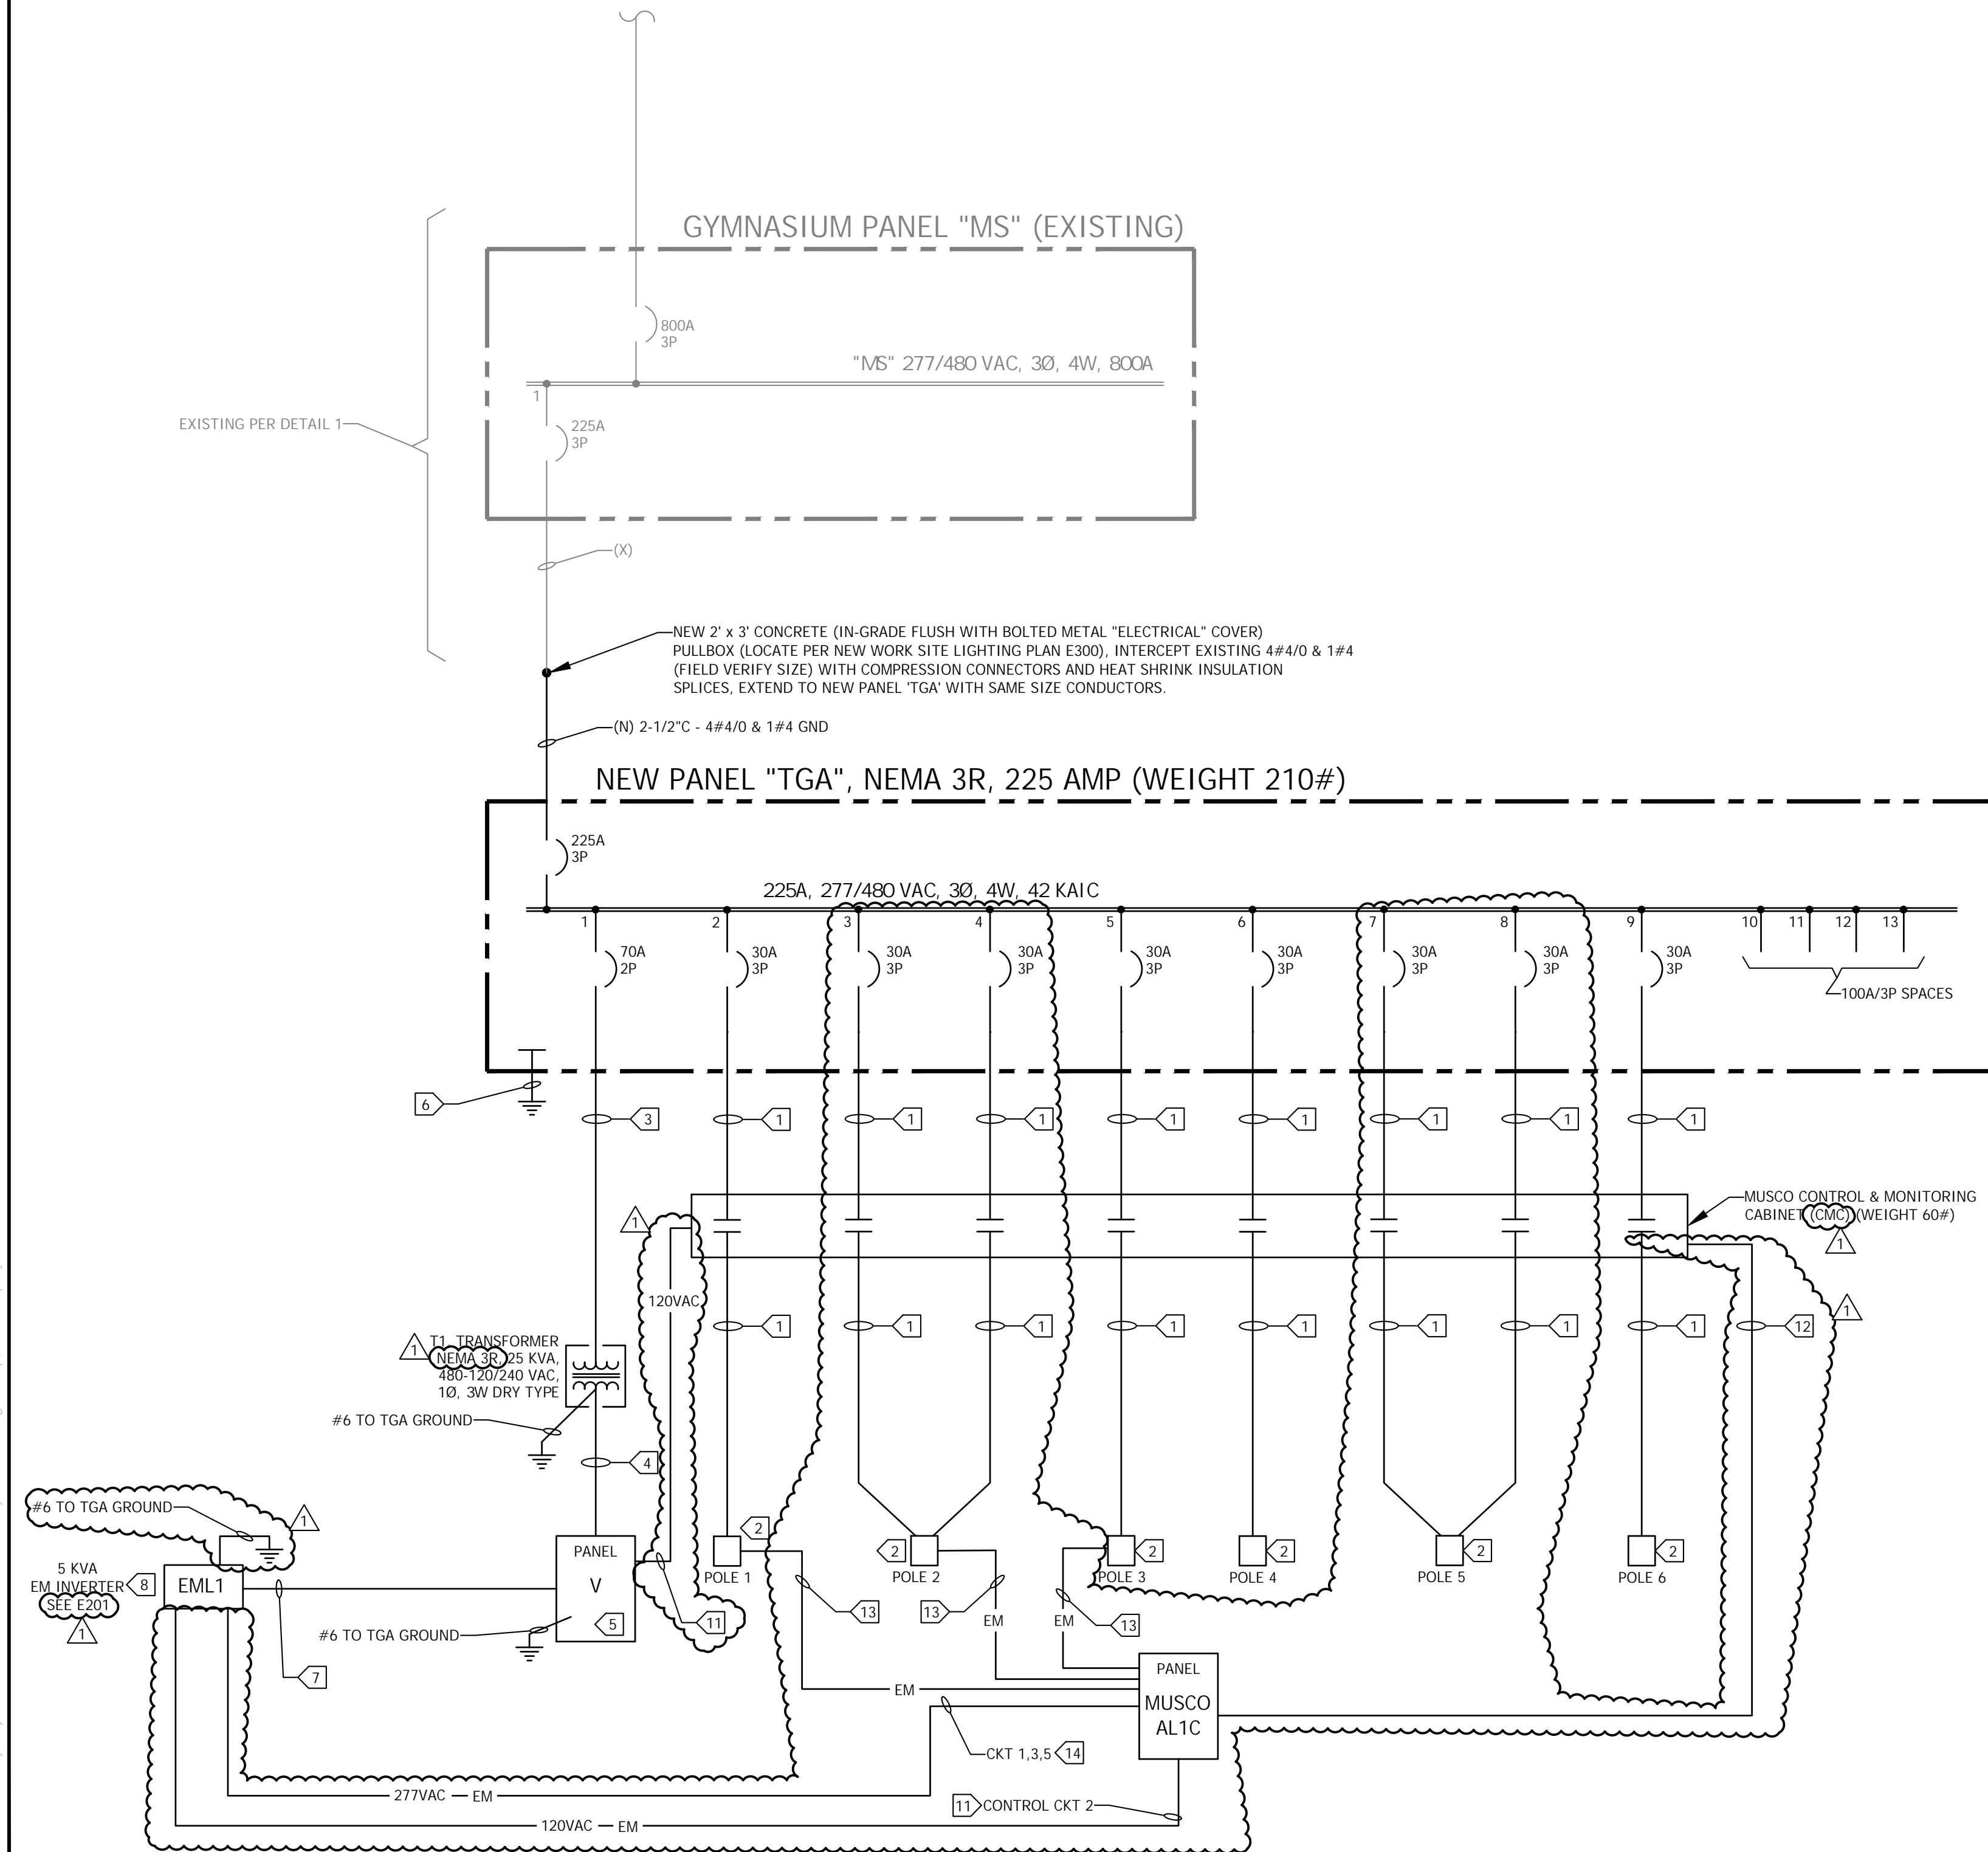 GYMNASIUM PANEL "MS" (EXISTING)
800A
3P
"MS" 277/480 VAC, 3Ø, 4W, 800A
1
225A
3P
EXISTING PER DETAIL 1
(X)
NEW 2' x 3' CONCRETE (IN-GRADE FLUSH WITH BOLTED METAL "ELECTRICAL" COVER)
PULLBOX (LOCATE PER NEW WORK SITE LIGHTING PLAN E300), INTERCEPT EXISTING 4#4/0 & 1#4
(FIELD VERIFY SIZE) WITH COMPRESSION CONNECTORS AND HEAT SHRINK INSULATION
SPLICES, EXTEND TO NEW PANEL 'TGA' WITH SAME SIZE CONDUCTORS.
(N) 2-1/2"C - 4#4/0 & 1#4 GND
NEW PANEL "TGA", NEMA 3R, 225 AMP (WEIGHT 210#)
225A
3P
225A, 277/480 VAC, 3Ø, 4W, 42 KAIC
1 2 3 4 5 6 7 8 9 10 11 12 13
70A 30A 30A 30A 30A 30A 30A 30A 30A
2P 3P 3P 3P 3P 3P 3P 3P 3P
100A/3P SPACES
6
3 1 1 1 1 1 1 1 1
MUSCO CONTROL & MONITORING
CABINET (CMC) (WEIGHT 60#)
1
1
120VAC
1 1 1 1 1 1 1 1 12
1
1
T1, TRANSFORMER
NEMA 3R, 25 KVA,
480-120/240 VAC,
1Ø, 3W DRY TYPE
#6 TO TGA GROUND
4
#6 TO TGA GROUND
1
5 KVA
EM INVERTER
SEE E201
8
1
EML1
PANEL
V
5
#6 TO TGA GROUND
7
11
2
POLE 1
2
POLE 2
2
POLE 3
2
POLE 4
2
POLE 5
2
POLE 6
13
13
EM
EM
13
EM
PANEL
MUSCO
AL1C
CKT 1,3,5
14
277VAC
EM
11
CONTROL CKT 2
120VAC
EM